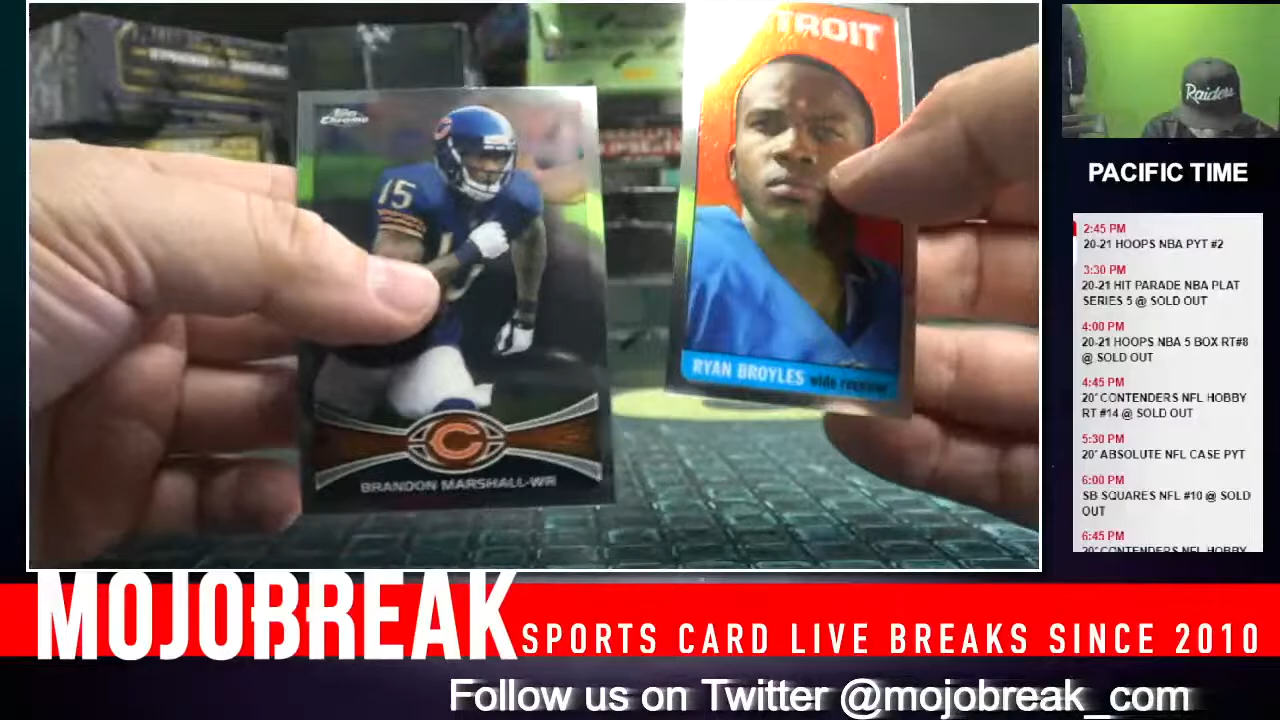 Topps
Chrome
15
BRANDON MARSHALL-WR
TROIT
RYAN BROYLES wide receiver
Raiders
PACIFIC TIME
2:45 PM
20-21 HOOPS NBA PYT #2
3:30 PM
20-21 HIT PARADE NBA PLAT
SERIES 5 @ SOLD OUT
4:00 PM
20-21 HOOPS NBA 5 BOX RT#8
@ SOLD OUT
4:45 PM
20' CONTENDERS NFL HOBBY
RT #14 @ SOLD OUT
5:30 PM
20' ABSOLUTE NFL CASE PYT
6:00 PM
SB SQUARES NFL #10 @ SOLD
OUT
6:45 PM
20' CONTENDERS NFL HOBBY
MOJOBREAK
SPORTS CARD LIVE BREAKS SINCE 2010
Follow us on Twitter @mojobreak_com